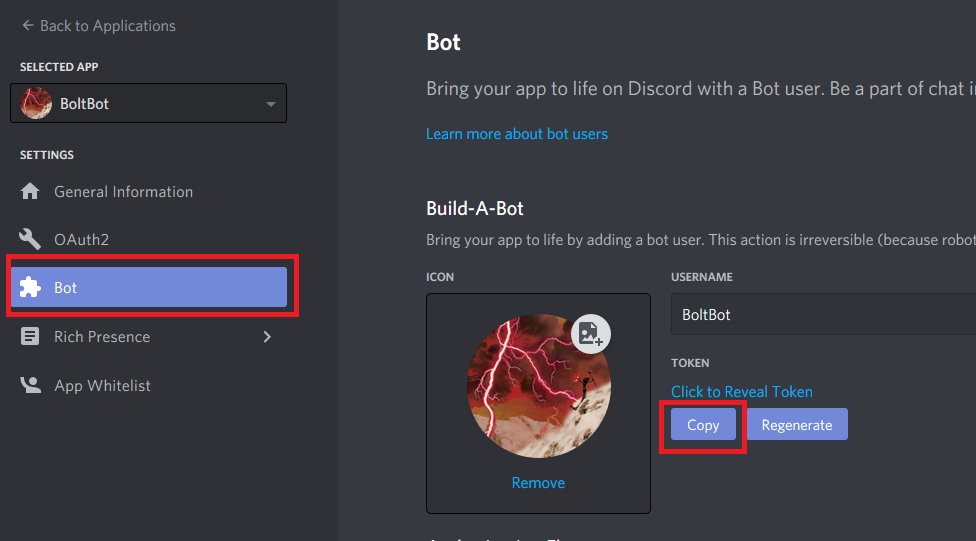 Back to Applications
SELECTED APP
BoltBot
SETTINGS
General Information
OAuth2
Bot
Rich Presence
App Whitelist
Bot
Bring your app to life on Discord with a Bot user. Be a part of chat i
Learn more about bot users
Build-A-Bot
Bring your app to life by adding a bot user. This action is irreversible (because robot
ICON
Remove
USERNAME
BoltBot
TOKEN
Click to Reveal Token
Copy
Regenerate